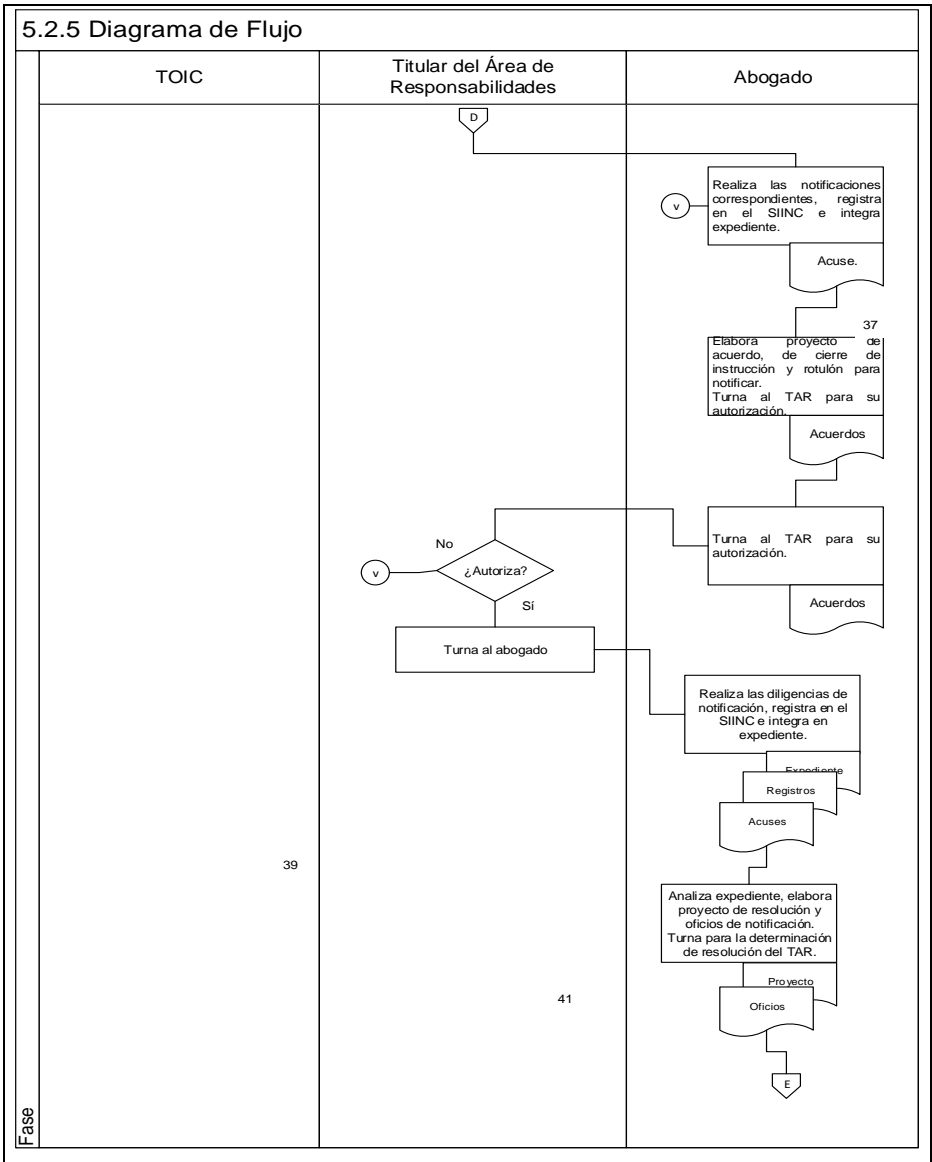 5.2.5 Diagrama de Flujo
TOIC
Titular del Área de
Responsabilidades
Abogado
D
Realiza las notificaciones
correspondientes, registra
en el SIINC e integra
expediente.
v
Acuse.
37
Elabora proyecto de
acuerdo, de cierre de
instrucción y rotulón para
notificar.
Turna al TAR para su
autorización.
Acuerdos
Turna al TAR para su
autorización.
No
v
¿Autoriza?
Sí
Acuerdos
Turna al abogado
Realiza las diligencias de
notificación, registra en el
SIINC e integra en
expediente.
Expediente
Registros
Acuses
39
Analiza expediente, elabora
proyecto de resolución y
oficios de notificación.
Turna para la determinación
de resolución del TAR.
Proyecto
41
Oficios
E
Fase